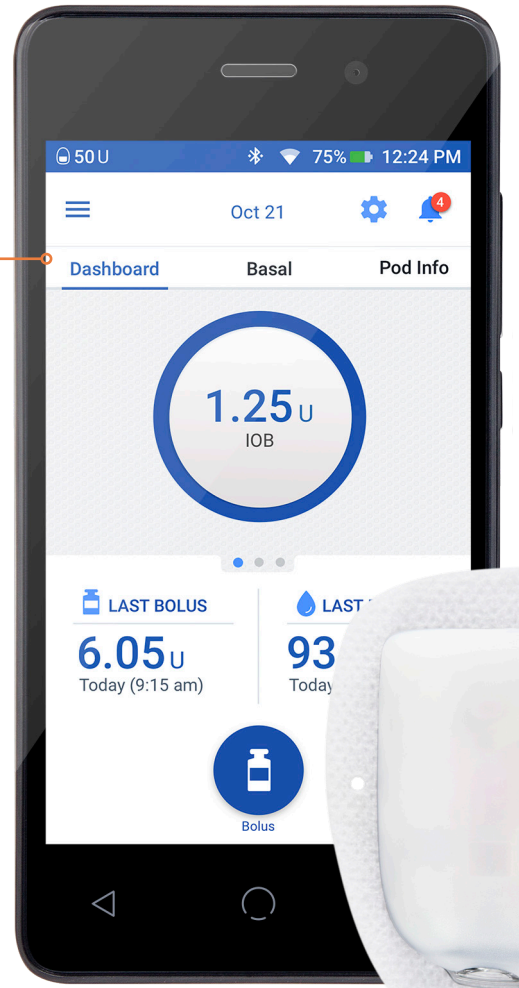 50 U 75% 12:24 PM
Oct 21 4
Dashboard Basal Pod Info
1.25 U
IOB
LAST BOLUS LAST
6.05 U 93
Today (9:15 am) Today
Bolus